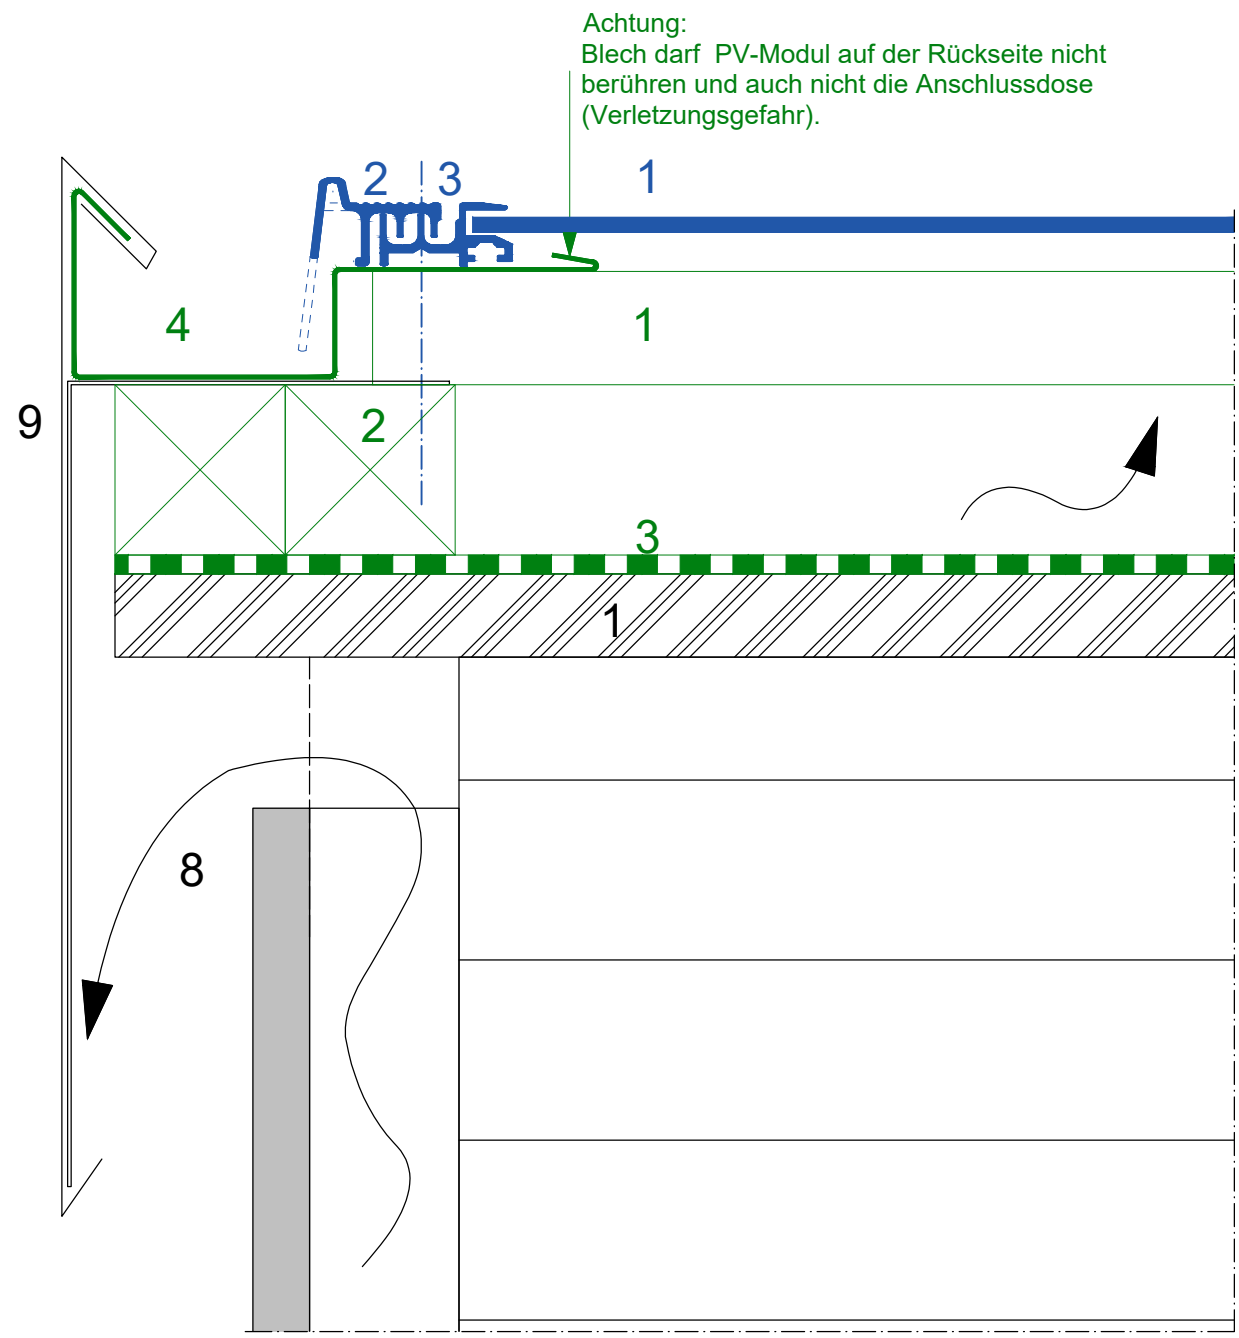 Achtung:
Blech darf PV-Modul auf der Rückseite nicht
berühren und auch nicht die Anschlussdose
(Verletzungsgefahr).
2 3 1
4 1
9 2
3
1
8